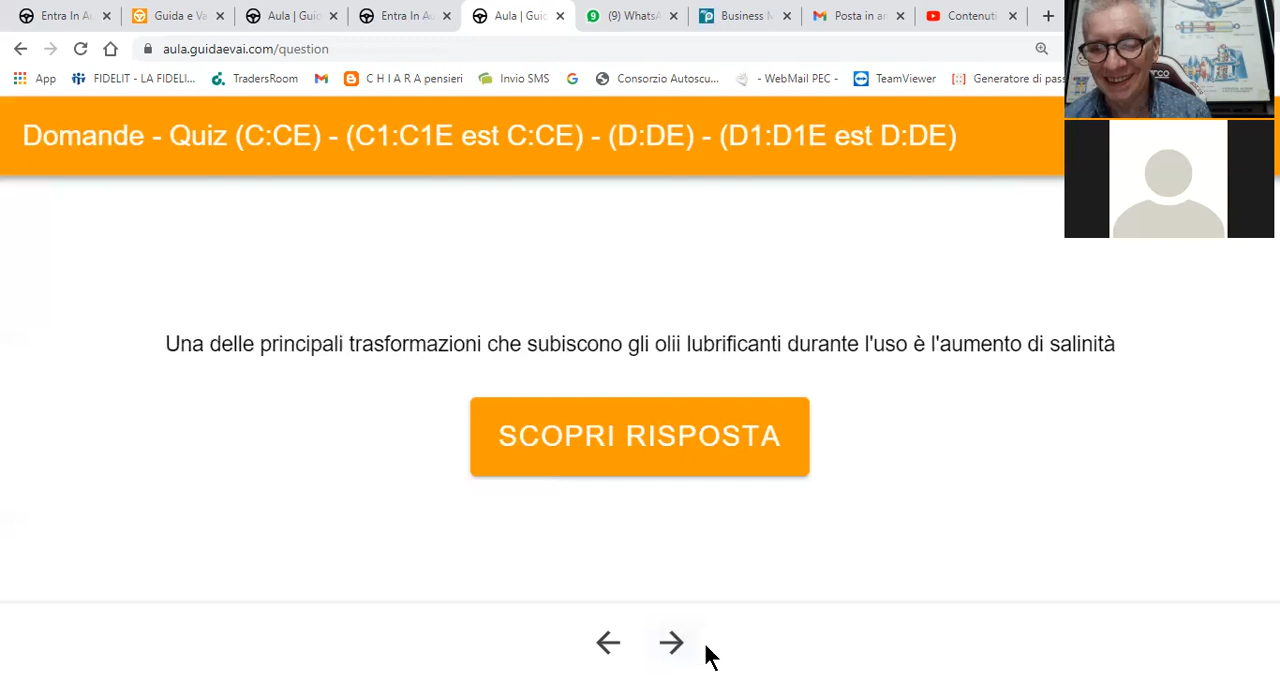 Entra In Au
Guida e Va
Aula | Guid
Entra In Au
Aula | Guid
(9) WhatsA
Business M
Posta in ar
Contenuti
aula.guidaevai.com/question
App
FIDELIT - LA FIDELI...
TradersRoom
C H I A R A pensieri
Invio SMS
Consorzio Autoscu...
- WebMail PEC -
TeamViewer
Generatore di pas
Domande - Quiz (C:CE) - (C1:C1E est C:CE) - (D:DE) - (D1:D1E est D:DE)
Una delle principali trasformazioni che subiscono gli olii lubrificanti durante l'uso è l'aumento di salinità
SCOPRI RISPOSTA